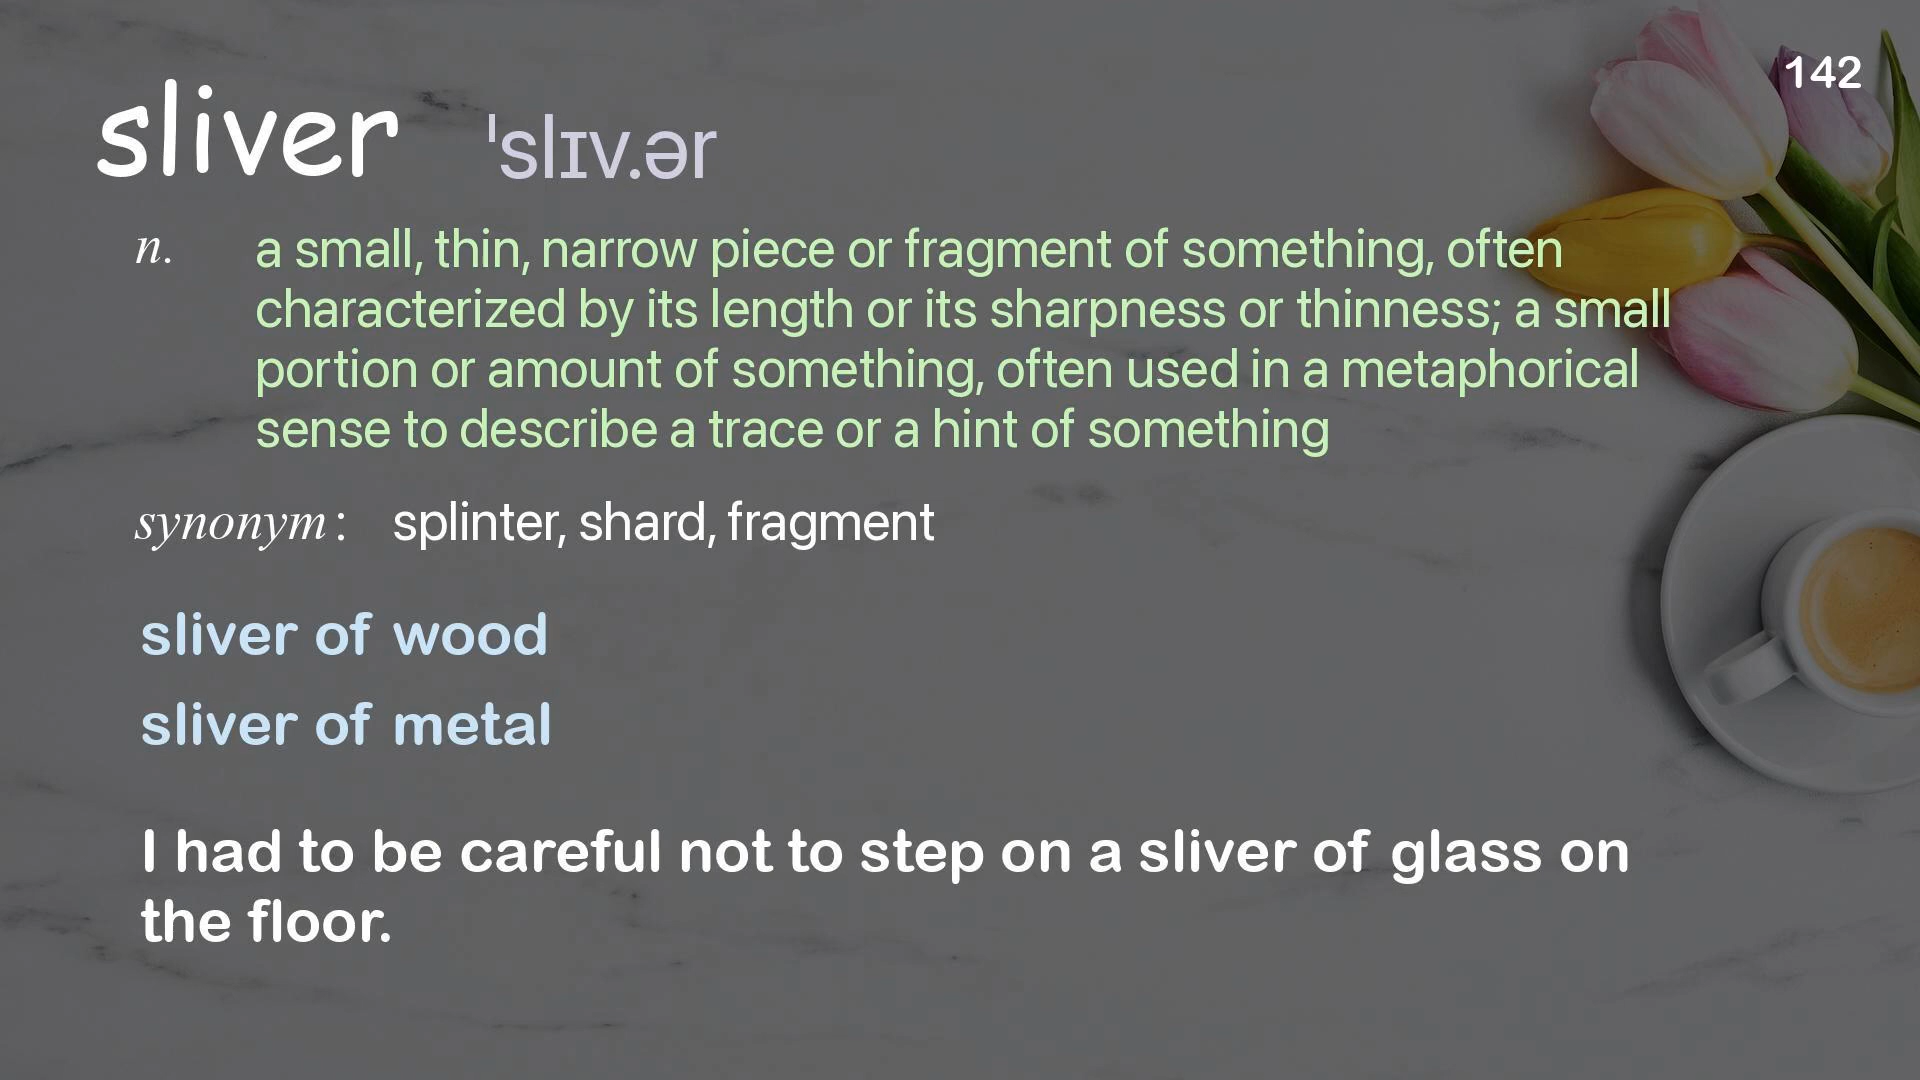 142
sliver ˈslɪv.ər
n. a small, thin, narrow piece or fragment of something, often
characterized by its length or its sharpness or thinness; a small
portion or amount of something, often used in a metaphorical
sense to describe a trace or a hint of something
synonym: splinter, shard, fragment
sliver of wood
sliver of metal
I had to be careful not to step on a sliver of glass on
the floor.